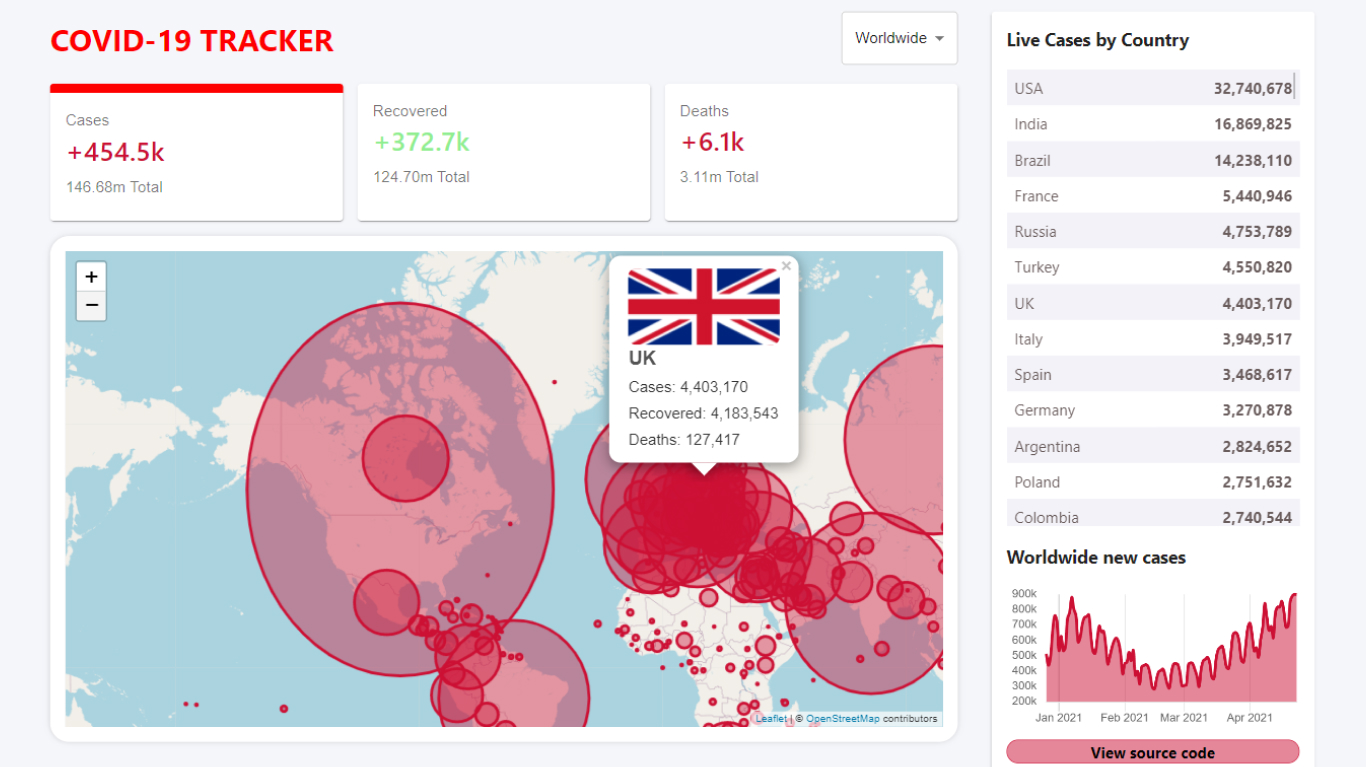 COVID-19 TRACKER
Worldwide
Cases
+454.5k
146.68m Total
Recovered
+372.7k
124.70m Total
Deaths
+6.1k
3.11m Total
+
−
×
UK
Cases: 4,403,170
Recovered: 4,183,543
Deaths: 127,417
Leaflet | © OpenStreetMap contributors
Live Cases by Country
USA 32,740,678
India 16,869,825
Brazil 14,238,110
France 5,440,946
Russia 4,753,789
Turkey 4,550,820
UK 4,403,170
Italy 3,949,517
Spain 3,468,617
Germany 3,270,878
Argentina 2,824,652
Poland 2,751,632
Colombia 2,740,544
Worldwide new cases
900k
800k
700k
600k
500k
400k
300k
200k
Jan 2021 Feb 2021 Mar 2021 Apr 2021
View source code